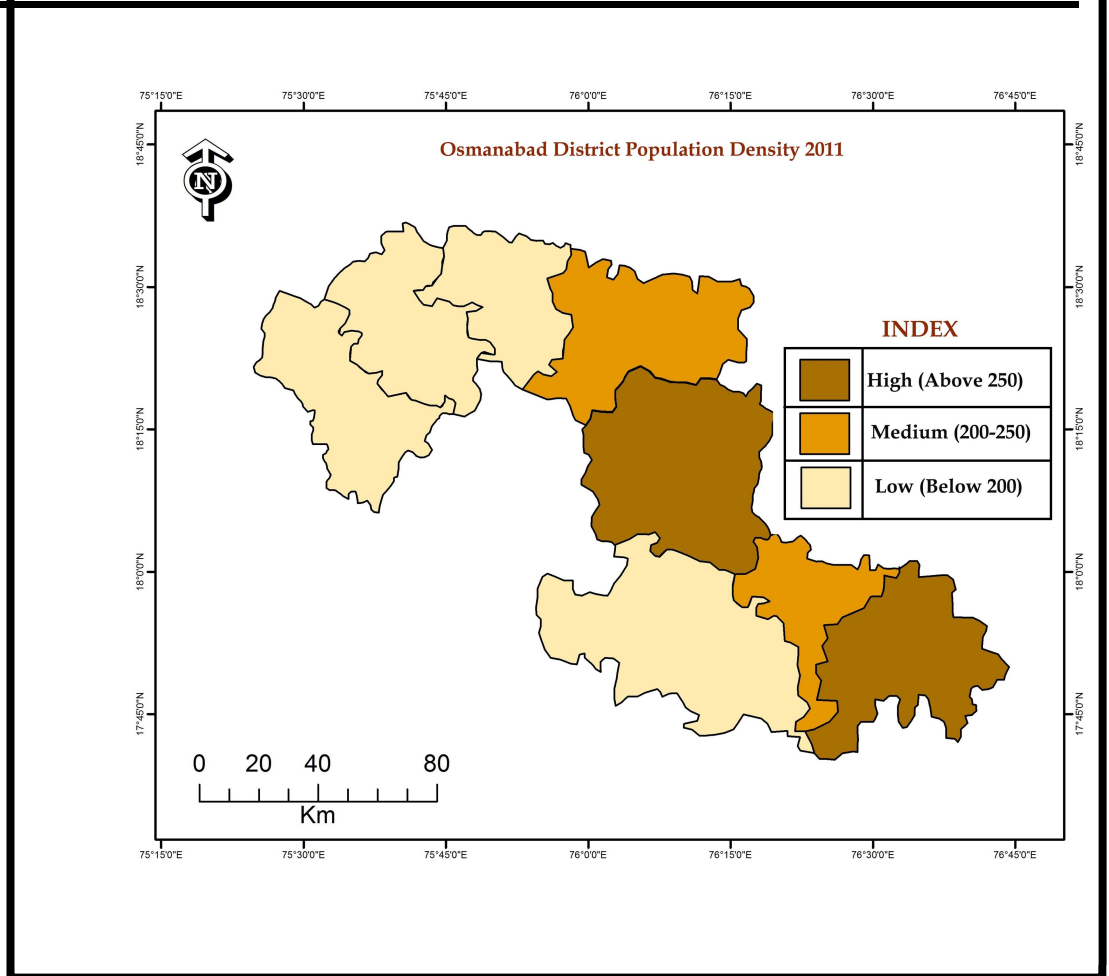 75°15'0"E 75°30'0"E 75°45'0"E 76°0'0"E 76°15'0"E 76°30'0"E 76°45'0"E
18°45'0"N 18°45'0"N
Osmanabad District Population Density 2011
N
18°30'0"N 18°30'0"N
INDEX
High (Above 250)
Medium (200-250)
18°15'0"N 18°15'0"N
Low (Below 200)
18°0'0"N 18°0'0"N
17°45'0"N 17°45'0"N
0 20 40 80
Km
75°15'0"E 75°30'0"E 75°45'0"E 76°0'0"E 76°15'0"E 76°30'0"E 76°45'0"E